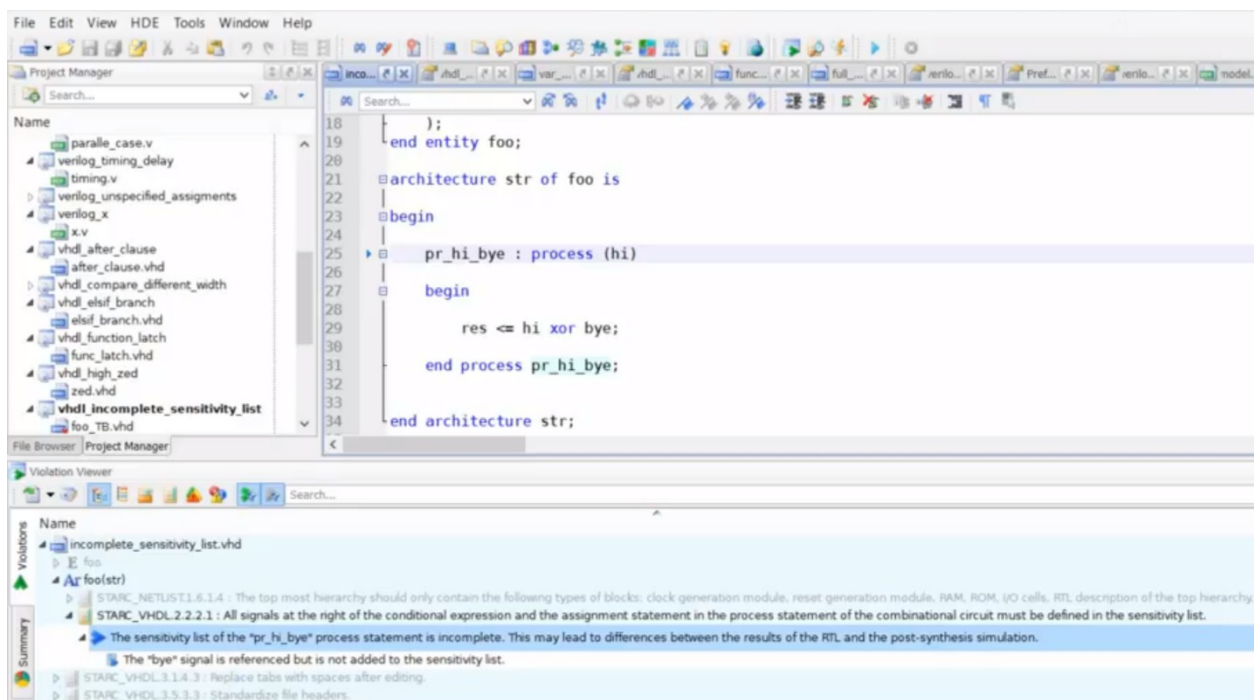 File Edit View HDE Tools Window Help
Project Manager
inco... hdl_... var_... hdl_... func... full_... Pref... model.
Search...
Search...
Name
paralle_case.v
verilog_timing_delay
timing.v
verilog_unspecified_assigments
verilog_x
x.v
vhdl_after_clause
after_clause.vhd
vhdl_compare_different_width
vhdl_elsif_branch
elsif_branch.vhd
vhdl_function_latch
func_latch.vhd
vhdl_high_zed
zed.vhd
vhdl_incomplete_sensitivity_list
foo_TB.vhd
File Browser Project Manager
18 );
19 end entity foo;
20
21 architecture str of foo is
22
23 begin
24
25 pr_hi_bye : process (hi)
26
27 begin
28
29 res <= hi xor bye;
30
31 end process pr_hi_bye;
32
33
34 end architecture str;
Violation Viewer
Search...
Violations
Summary
Name
incomplete_sensitivity_list.vhd
E foo
Ar foo(str)
STARC_NETLIST.1.6.1.4 : The top most hierarchy should only contain the following types of blocks: clock generation module, reset generation module, RAM, ROM, I/O cells, RTL description of the top hierarchy.
STARC_VHDL.2.2.2.1 : All signals at the right of the conditional expression and the assignment statement in the process statement of the combinational circuit must be defined in the sensitivity list.
The sensitivity list of the "pr_hi_bye" process statement is incomplete. This may lead to differences between the results of the RTL and the post-synthesis simulation.
The "bye" signal is referenced but is not added to the sensitivity list.
STARC_VHDL.3.1.4.3 : Replace tabs with spaces after editing.
STARC_VHDL.3.5.3.3 : Standardize file headers.